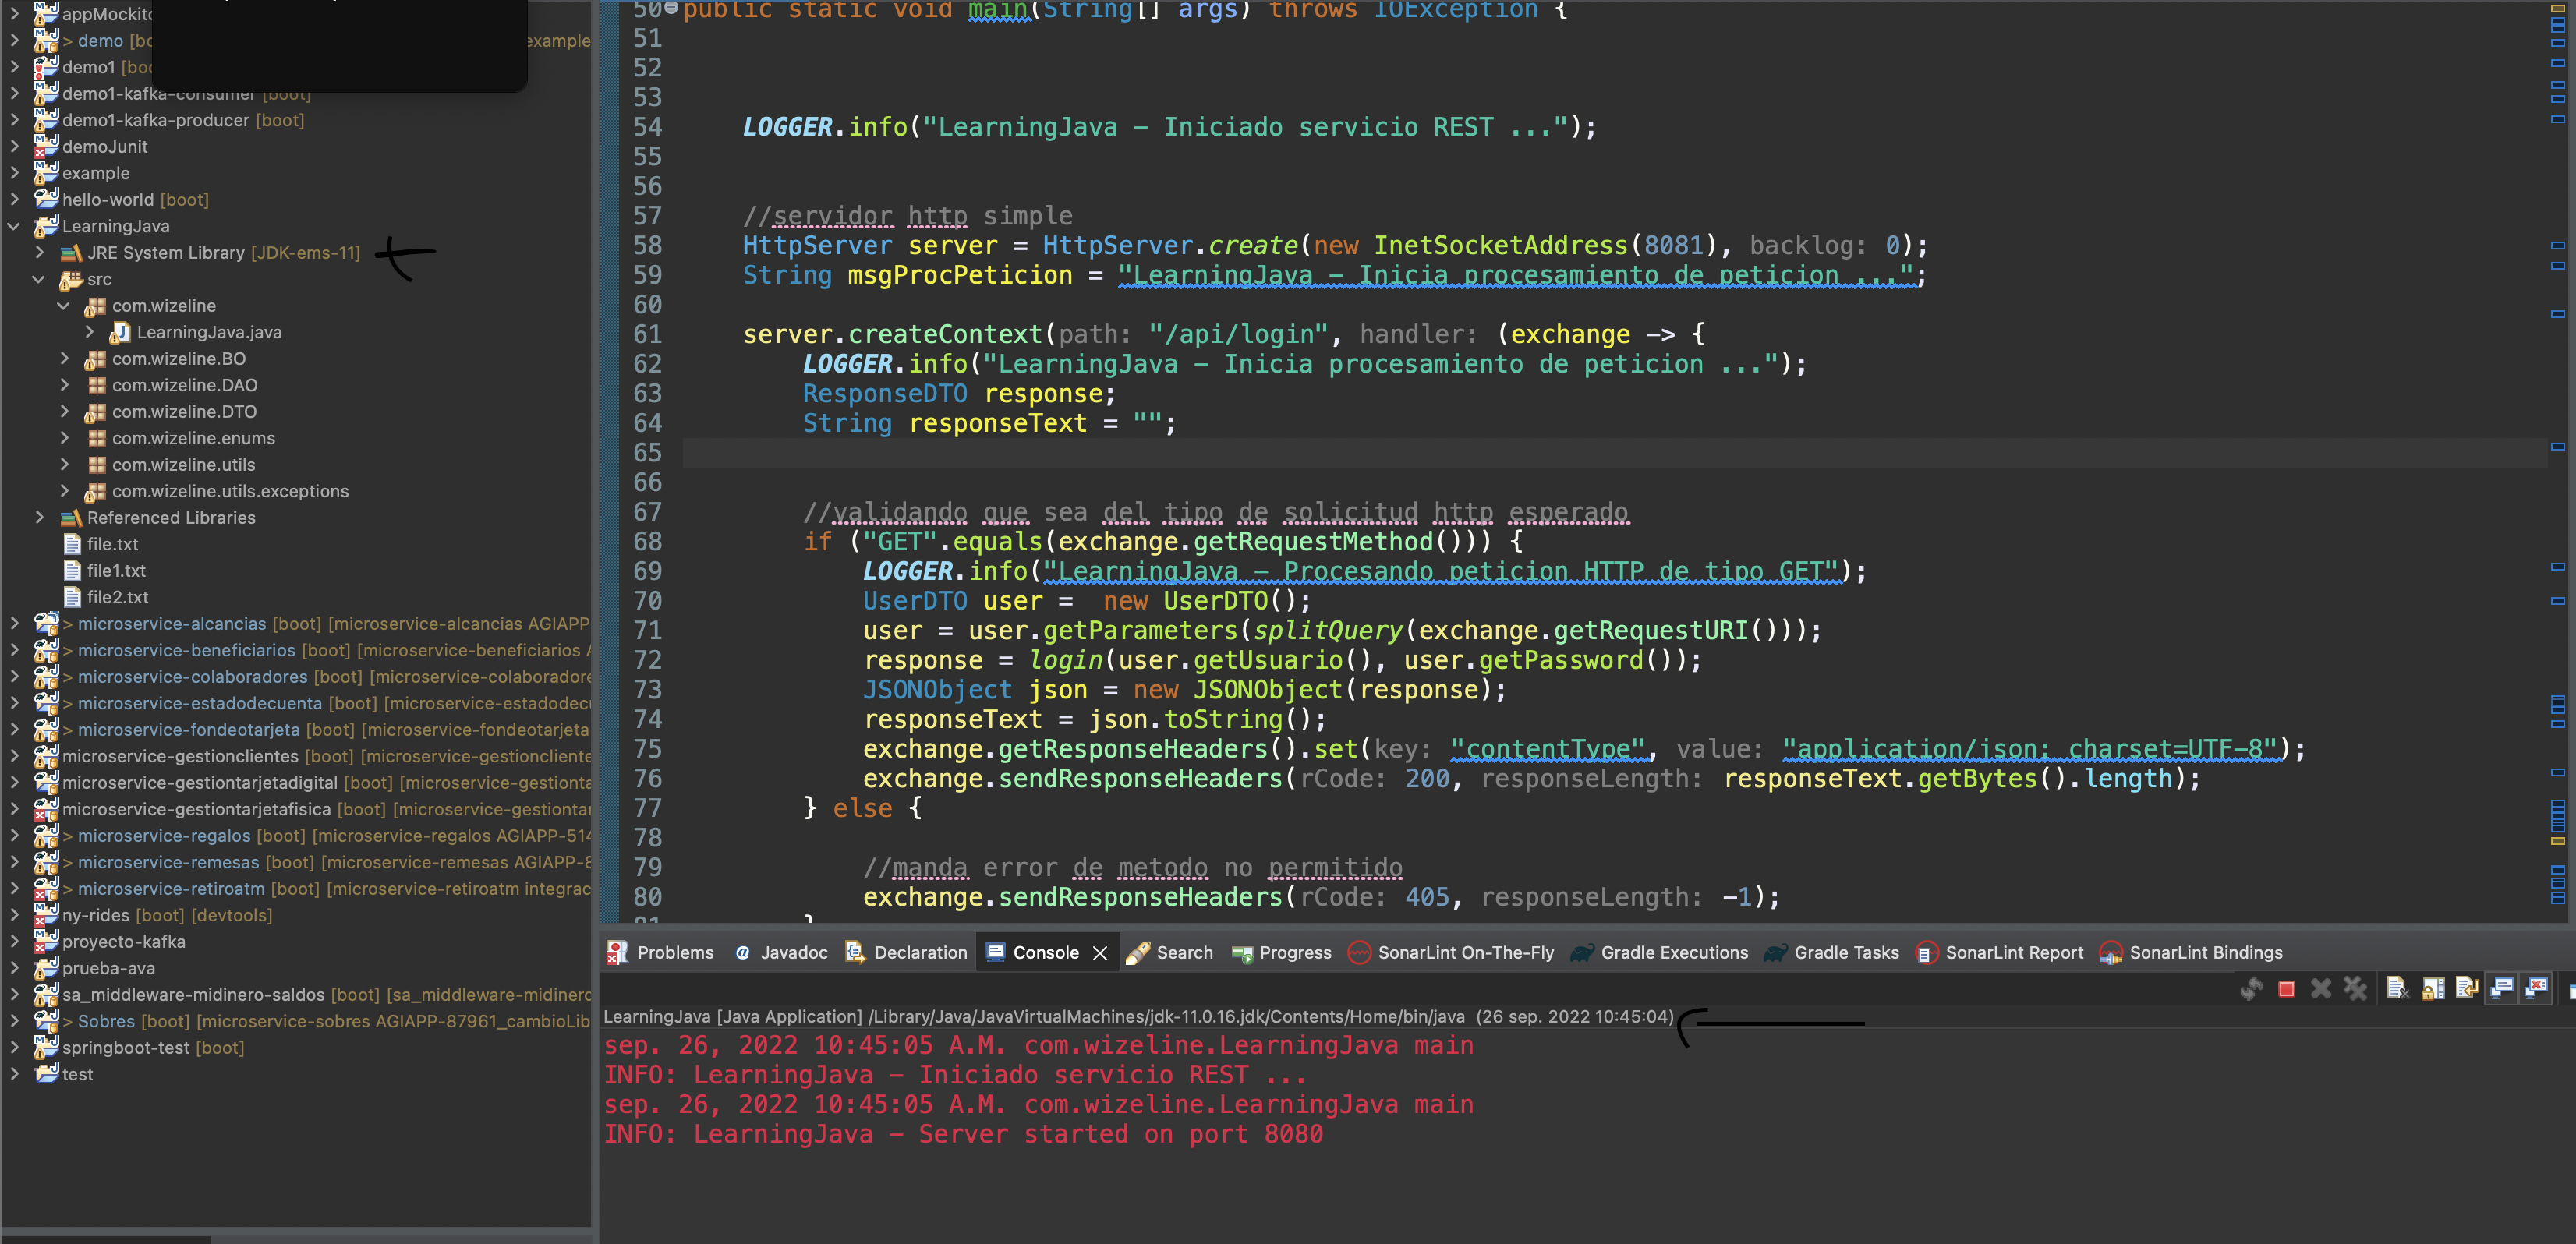 appMockito
> demo [bo
example
demo1 [boo
demo1-kafka-consumer [boot]
demo1-kafka-producer [boot]
demoJunit
example
hello-world [boot]
LearningJava
JRE System Library [JDK-ems-11]
src
com.wizeline
LearningJava.java
com.wizeline.BO
com.wizeline.DAO
com.wizeline.DTO
com.wizeline.enums
com.wizeline.utils
com.wizeline.utils.exceptions
Referenced Libraries
file.txt
file1.txt
file2.txt
> microservice-alcancias [boot] [microservice-alcancias AGIAPP
> microservice-beneficiarios [boot] [microservice-beneficiarios A
> microservice-colaboradores [boot] [microservice-colaboradore
> microservice-estadodecuenta [boot] [microservice-estadodecu
> microservice-fondeotarjeta [boot] [microservice-fondeotarjeta
microservice-gestionclientes [boot] [microservice-gestioncliente
microservice-gestiontarjetadigital [boot] [microservice-gestionta
microservice-gestiontarjetafisica [boot] [microservice-gestiontar
> microservice-regalos [boot] [microservice-regalos AGIAPP-514
> microservice-remesas [boot] [microservice-remesas AGIAPP-8
> microservice-retiroatm [boot] [microservice-retiroatm integrac
ny-rides [boot] [devtools]
proyecto-kafka
prueba-ava
sa_middleware-midinero-saldos [boot] [sa_middleware-midinero
> Sobres [boot] [microservice-sobres AGIAPP-87961_cambioLib
springboot-test [boot]
test
50 public static void main(String[] args) throws IOException {
51
52
53
54 LOGGER.info("LearningJava - Iniciado servicio REST ...");
55
56
57 //servidor http simple
58 HttpServer server = HttpServer.create(new InetSocketAddress(8081), backlog: 0);
59 String msgProcPeticion = "LearningJava - Inicia procesamiento de peticion ...";
60
61 server.createContext(path: "/api/login", handler: (exchange -> {
62 LOGGER.info("LearningJava - Inicia procesamiento de peticion ...");
63 ResponseDTO response;
64 String responseText = "";
65
66
67 //validando que sea del tipo de solicitud http esperado
68 if ("GET".equals(exchange.getRequestMethod())) {
69 LOGGER.info("LearningJava - Procesando peticion HTTP de tipo GET");
70 UserDTO user =  new UserDTO();
71 user = user.getParameters(splitQuery(exchange.getRequestURI()));
72 response = login(user.getUsuario(), user.getPassword());
73 JSONObject json = new JSONObject(response);
74 responseText = json.toString();
75 exchange.getResponseHeaders().set(key: "contentType", value: "application/json; charset=UTF-8");
76 exchange.sendResponseHeaders(rCode: 200, responseLength: responseText.getBytes().length);
77 } else {
78
79 //manda error de metodo no permitido
80 exchange.sendResponseHeaders(rCode: 405, responseLength: -1);
81 }
Problems @ Javadoc Declaration Console Search Progress SonarLint On-The-Fly Gradle Executions Gradle Tasks SonarLint Report SonarLint Bindings
LearningJava [Java Application] /Library/Java/JavaVirtualMachines/jdk-11.0.16.jdk/Contents/Home/bin/java (26 sep. 2022 10:45:04)
sep. 26, 2022 10:45:05 A.M. com.wizeline.LearningJava main
INFO: LearningJava - Iniciado servicio REST ...
sep. 26, 2022 10:45:05 A.M. com.wizeline.LearningJava main
INFO: LearningJava - Server started on port 8080